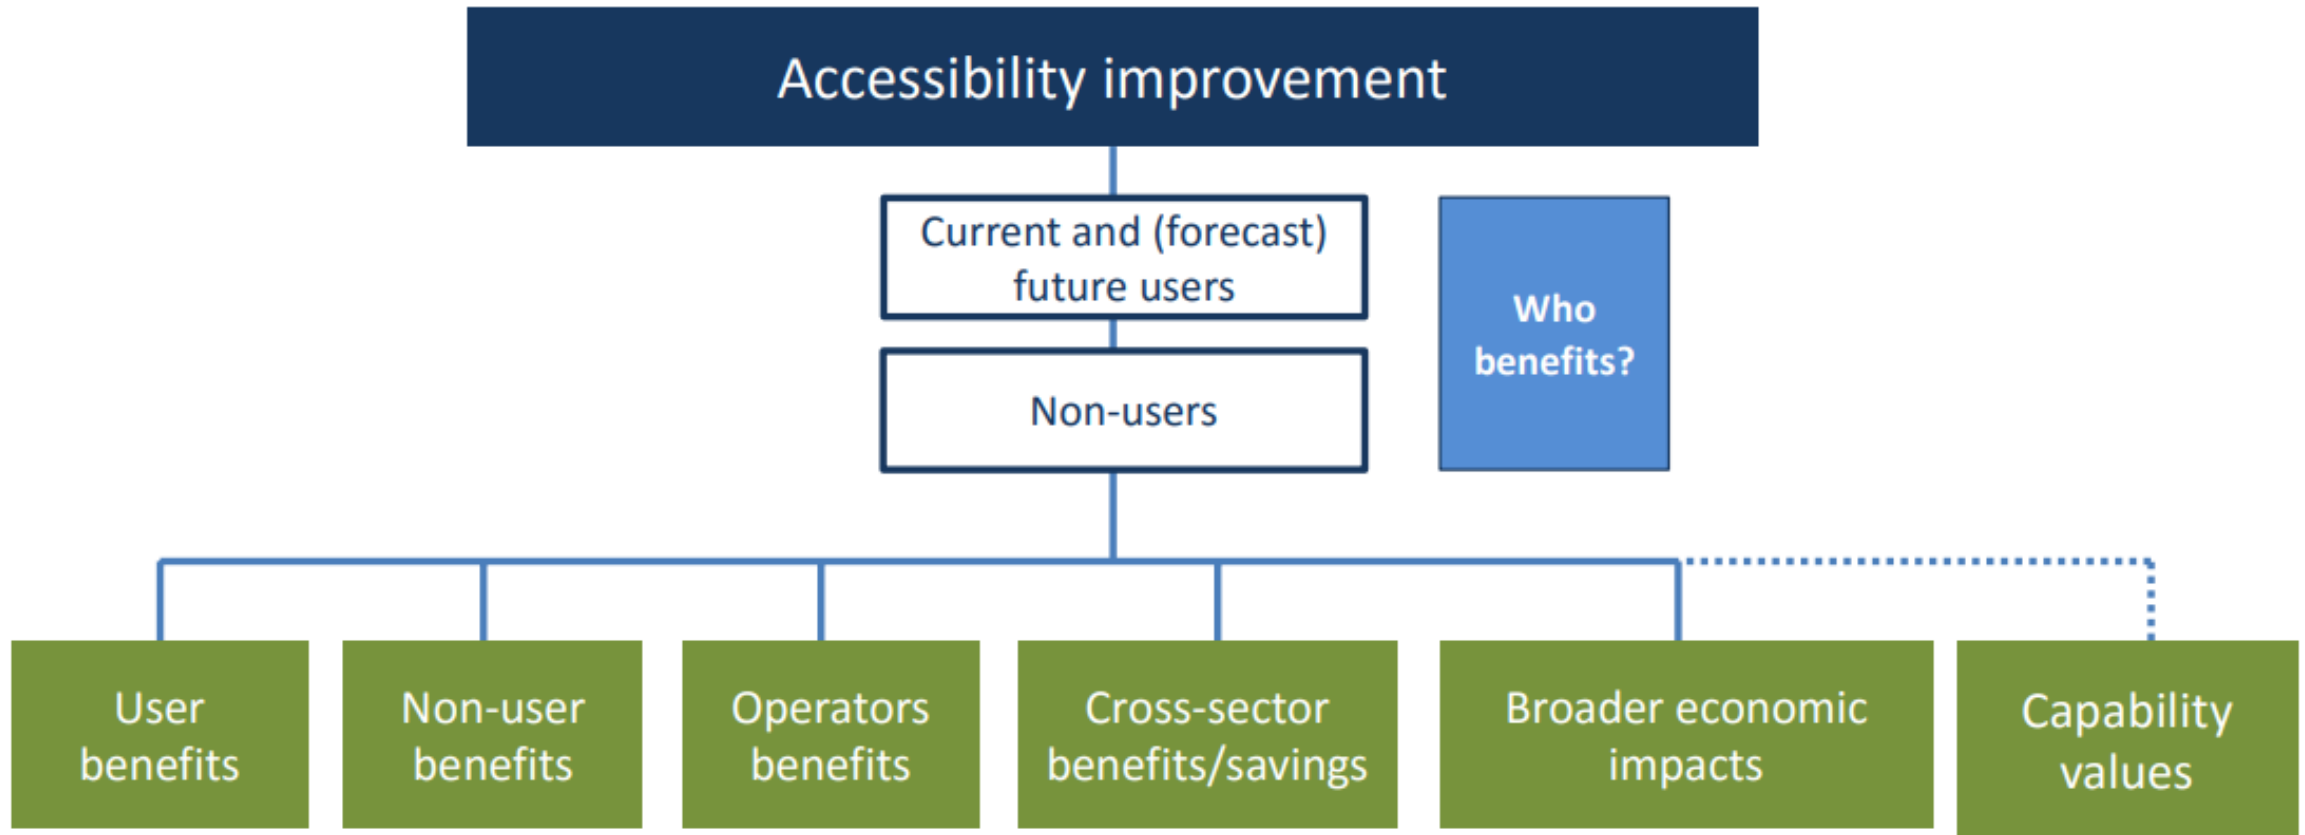 Accessibility improvement
Current and (forecast)
future users
Who
benefits?
Non-users
User
benefits
Non-user
benefits
Operators
benefits
Cross-sector
benefits/savings
Broader economic
impacts
Capability
values